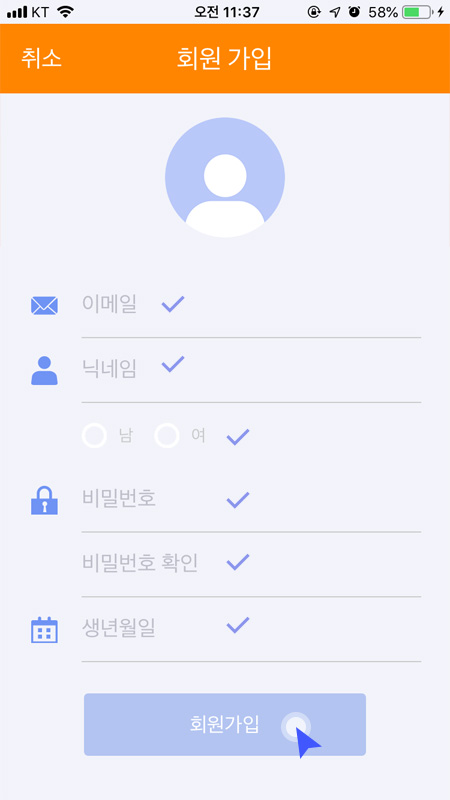 KT 오전 11:37 58%
취소 회원 가입
이메일
닉네임
남 여
비밀번호
비밀번호 확인
생년월일
회원가입